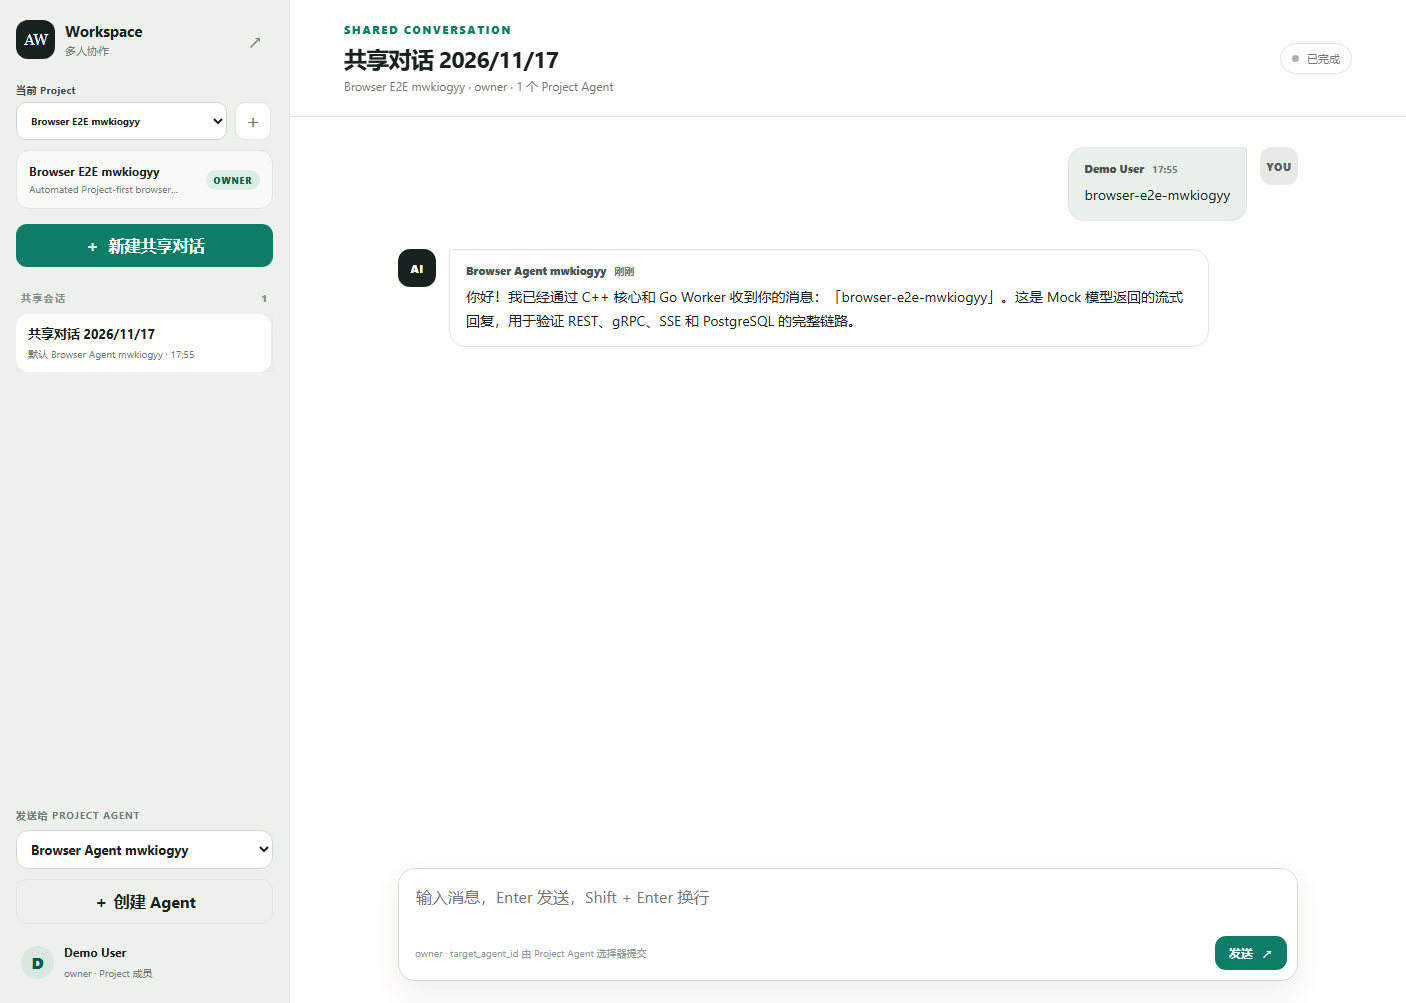 AW
Workspace
多人协作
↗
当前 Project
Browser E2E mwkiogyy
+
Browser E2E mwkiogyy
Automated Project-first browser...
OWNER
+ 新建共享对话
共享会话 1
共享对话 2026/11/17
默认 Browser Agent mwkiogyy · 17:55
发送给 PROJECT AGENT
Browser Agent mwkiogyy
+ 创建 Agent
D
Demo User
owner · Project 成员
SHARED CONVERSATION
共享对话 2026/11/17
Browser E2E mwkiogyy · owner · 1 个 Project Agent
已完成
Demo User 17:55
browser-e2e-mwkiogyy
YOU
AI
Browser Agent mwkiogyy 刚刚
你好！我已经通过 C++ 核心和 Go Worker 收到你的消息：「browser-e2e-mwkiogyy」。这是 Mock 模型返回的流式
回复，用于验证 REST、gRPC、SSE 和 PostgreSQL 的完整链路。
输入消息，Enter 发送，Shift + Enter 换行
owner · target_agent_id 由 Project Agent 选择器提交
发送 ↗